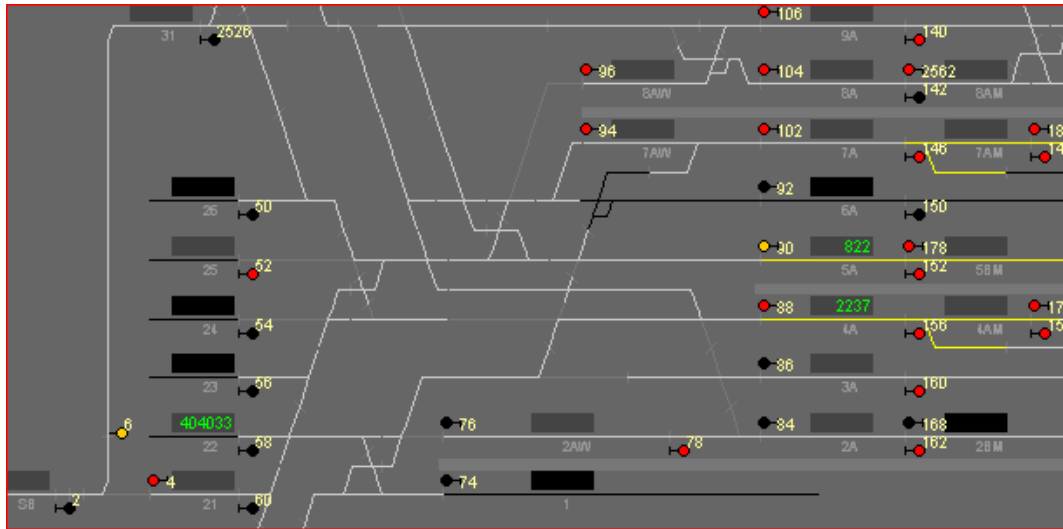 106
31 2526 9A 140
96 104 2562
8AW 8A 142 8AM
94 102 18
7AW 7A 146 7AM 14
92
26 50 6A 150
90 822 178
25 52 5A 152 5BM
88 2237 17
24 54 4A 156 4AM 15
86
23 56 3A 160
6 404033 76 84 168
22 58 2AW 78 2A 162 2BM
4 74
SB 2 21 60 1